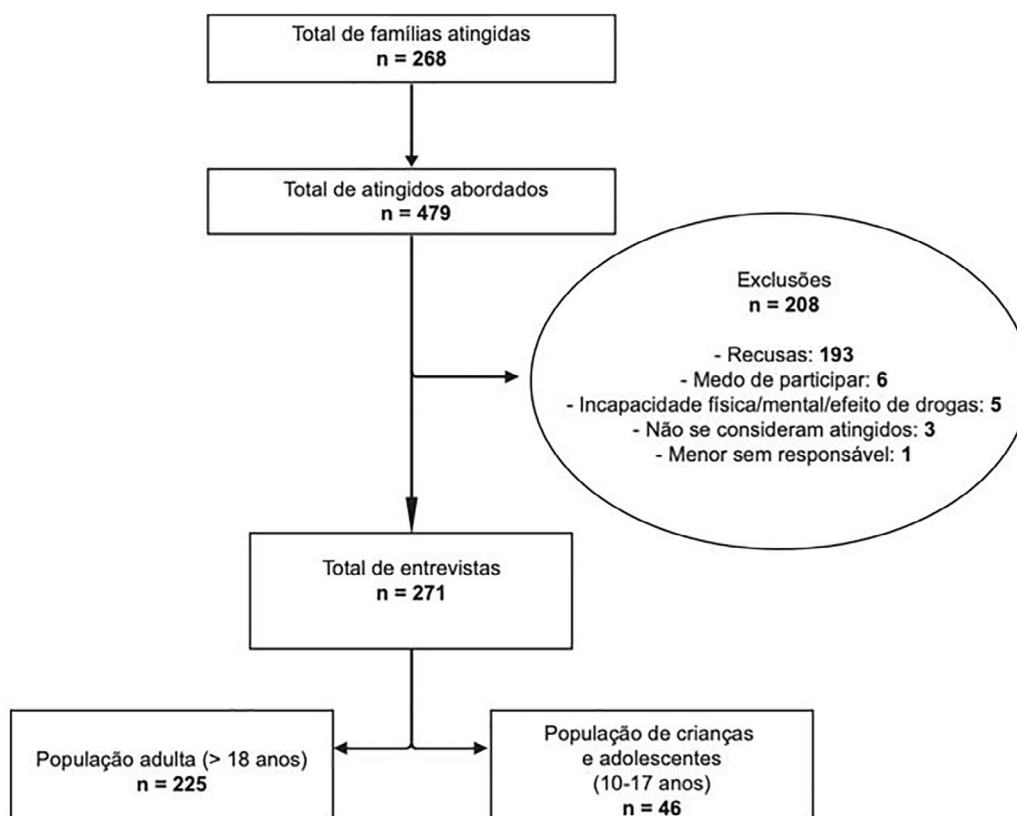 Total de famílias atingidas
n = 268
Total de atingidos abordados
n = 479
Exclusões
n = 208
- Recusas: 193
- Medo de participar: 6
- Incapacidade física/mental/efeito de drogas: 5
- Não se consideram atingidos: 3
- Menor sem responsável: 1
Total de entrevistas
n = 271
População adulta (> 18 anos)
n = 225
População de crianças
e adolescentes
(10-17 anos)
n = 46